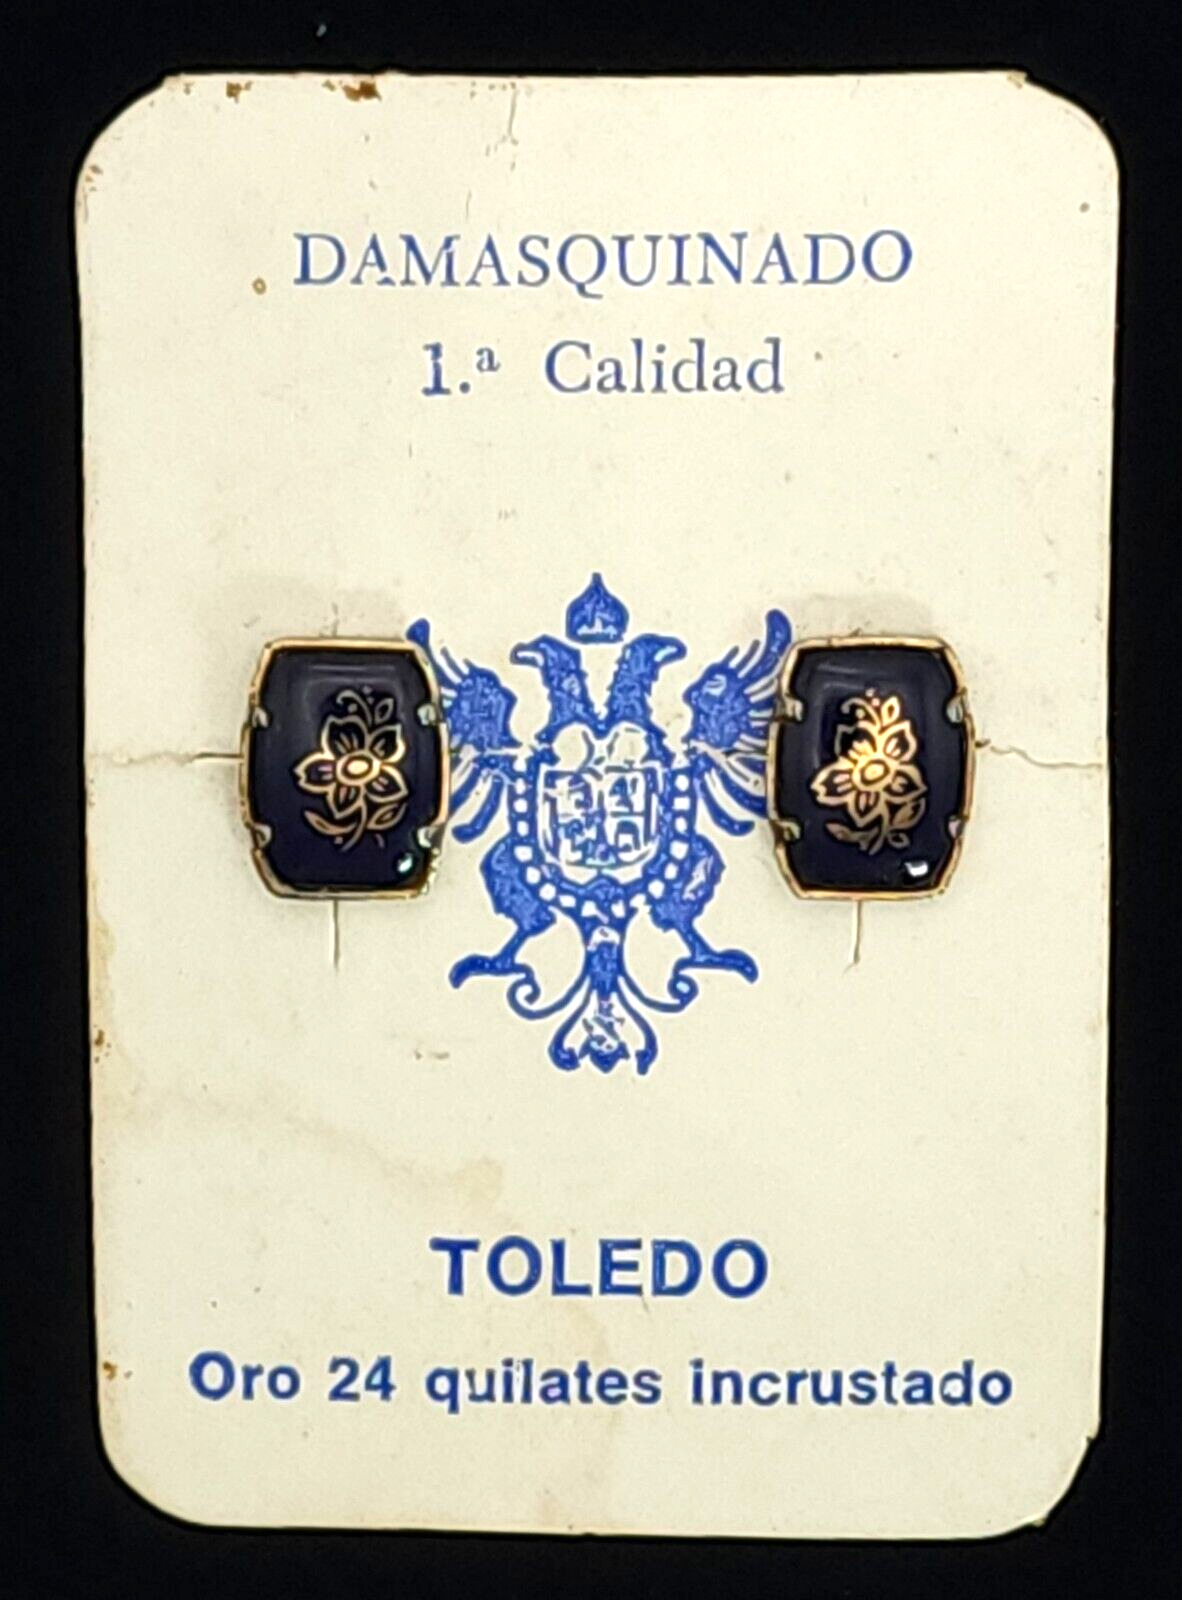 DAMASQUINADO
1.ª Calidad
TOLEDO
Oro 24 quilates incrustado